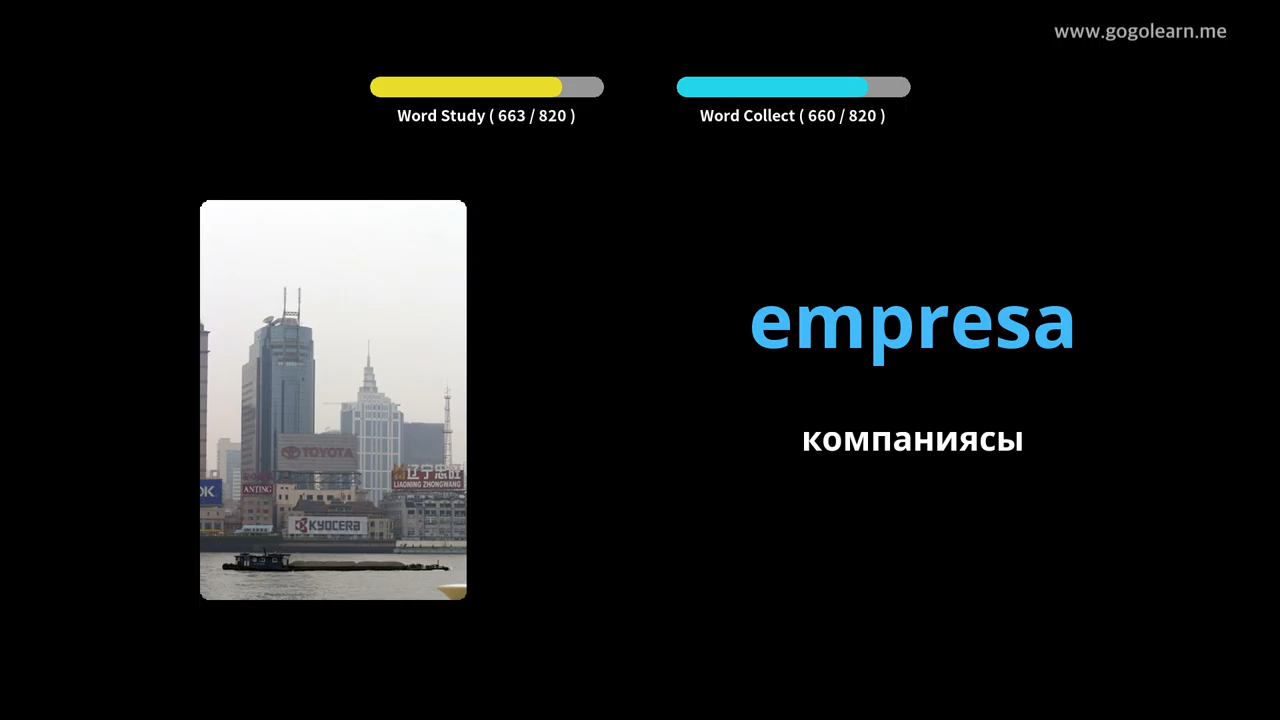 www.gogolearn.me
Word Study ( 663 / 820 )
Word Collect ( 660 / 820 )
empresa
компаниясы
TOYOTA
辽宁忠旺
LIAONING ZHONGWANG
OK
ANTING
KYOCERA